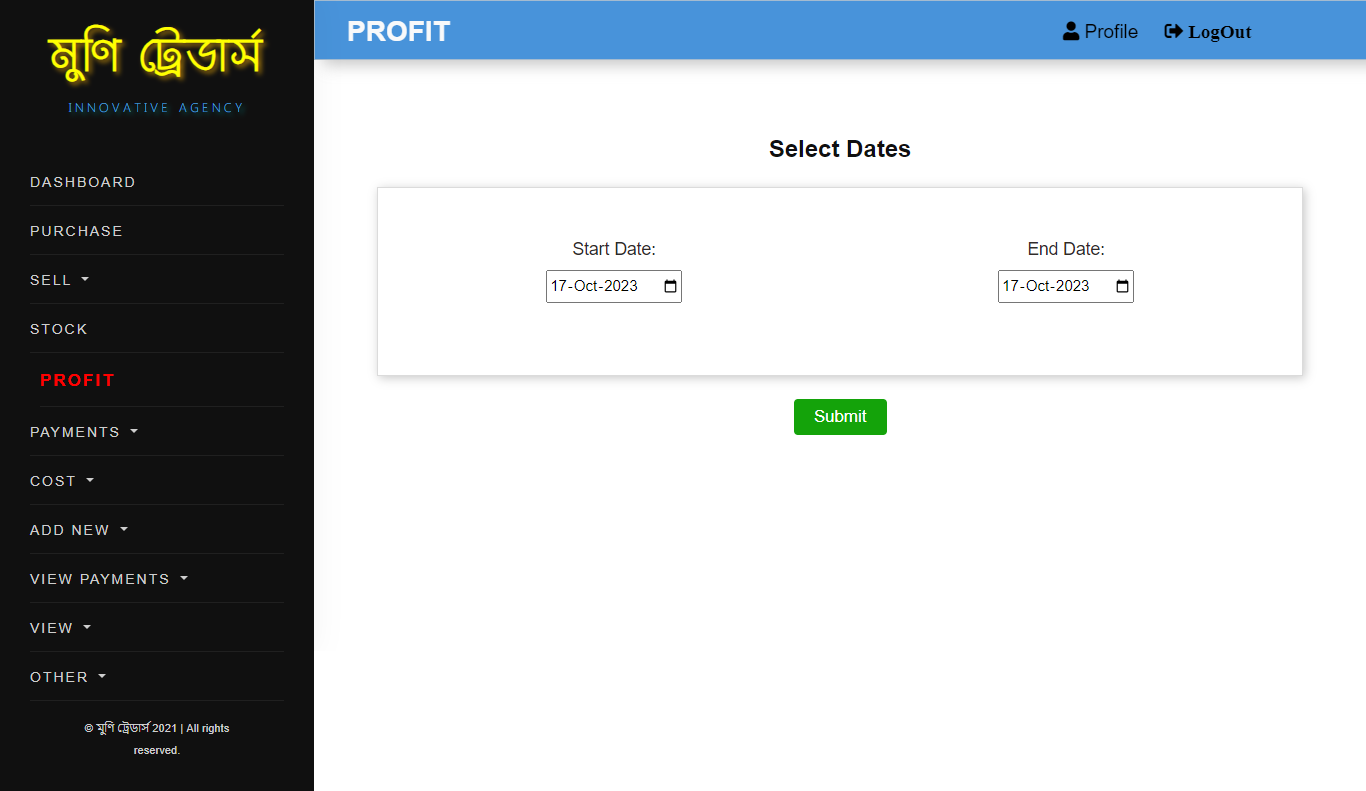 মুণি ট্রেডার্স
INNOVATIVE AGENCY
DASHBOARD
PURCHASE
SELL
STOCK
PROFIT
PAYMENTS
COST
ADD NEW
VIEW PAYMENTS
VIEW
OTHER
© মুণি ট্রেডার্স 2021 | All rights
reserved.
PROFIT
Profile
LogOut
Select Dates
Start Date:
17-Oct-2023
End Date:
17-Oct-2023
Submit